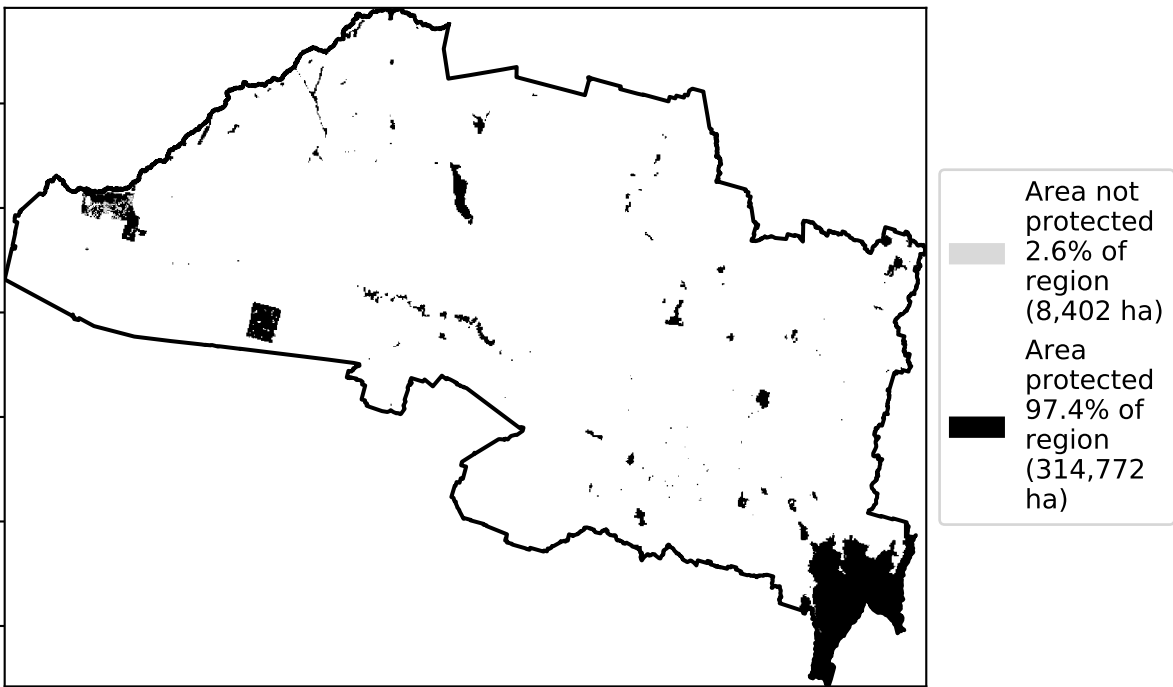 Area not
protected
2.6% of
region
(8,402 ha)
Area
protected
97.4% of
region
(314,772
ha)